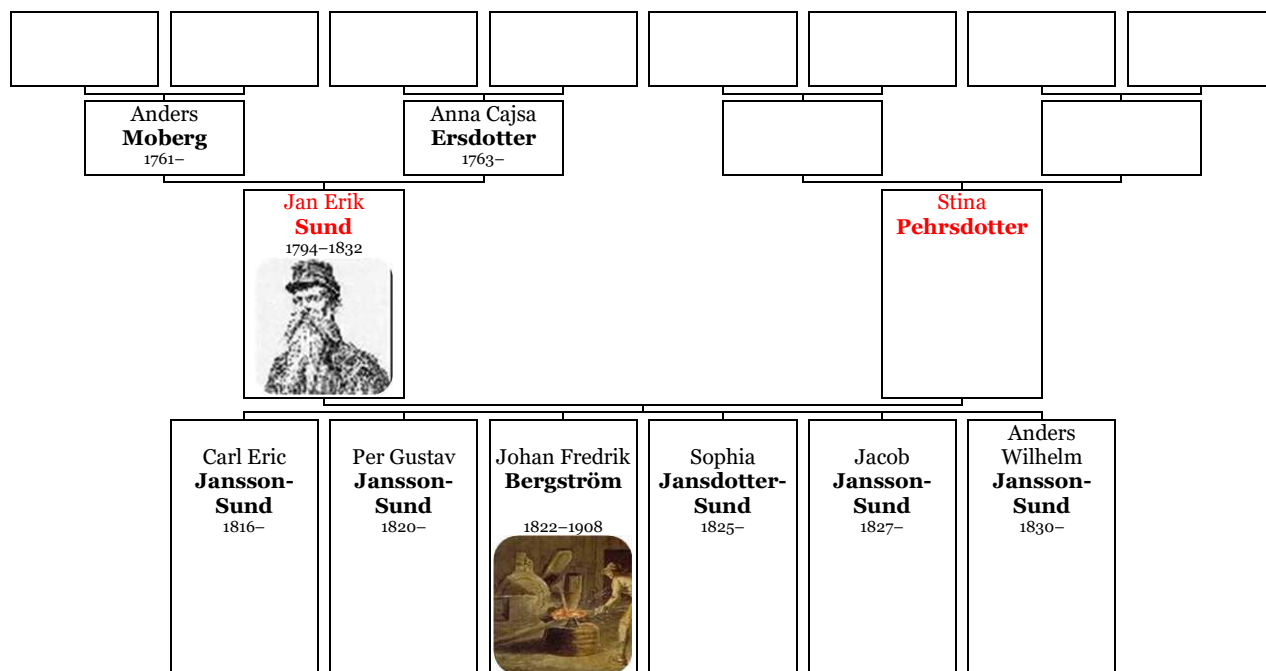 Anders
Moberg
1761–
Anna Cajsa
Ersdotter
1763–
Jan Erik
Sund
1794–1832
Stina
Pehrsdotter
Carl Eric
Jansson-
Sund
1816–
Per Gustav
Jansson-
Sund
1820–
Johan Fredrik
Bergström
1822–1908
Sophia
Jansdotter-
Sund
1825–
Jacob
Jansson-
Sund
1827–
Anders
Wilhelm
Jansson-
Sund
1830–